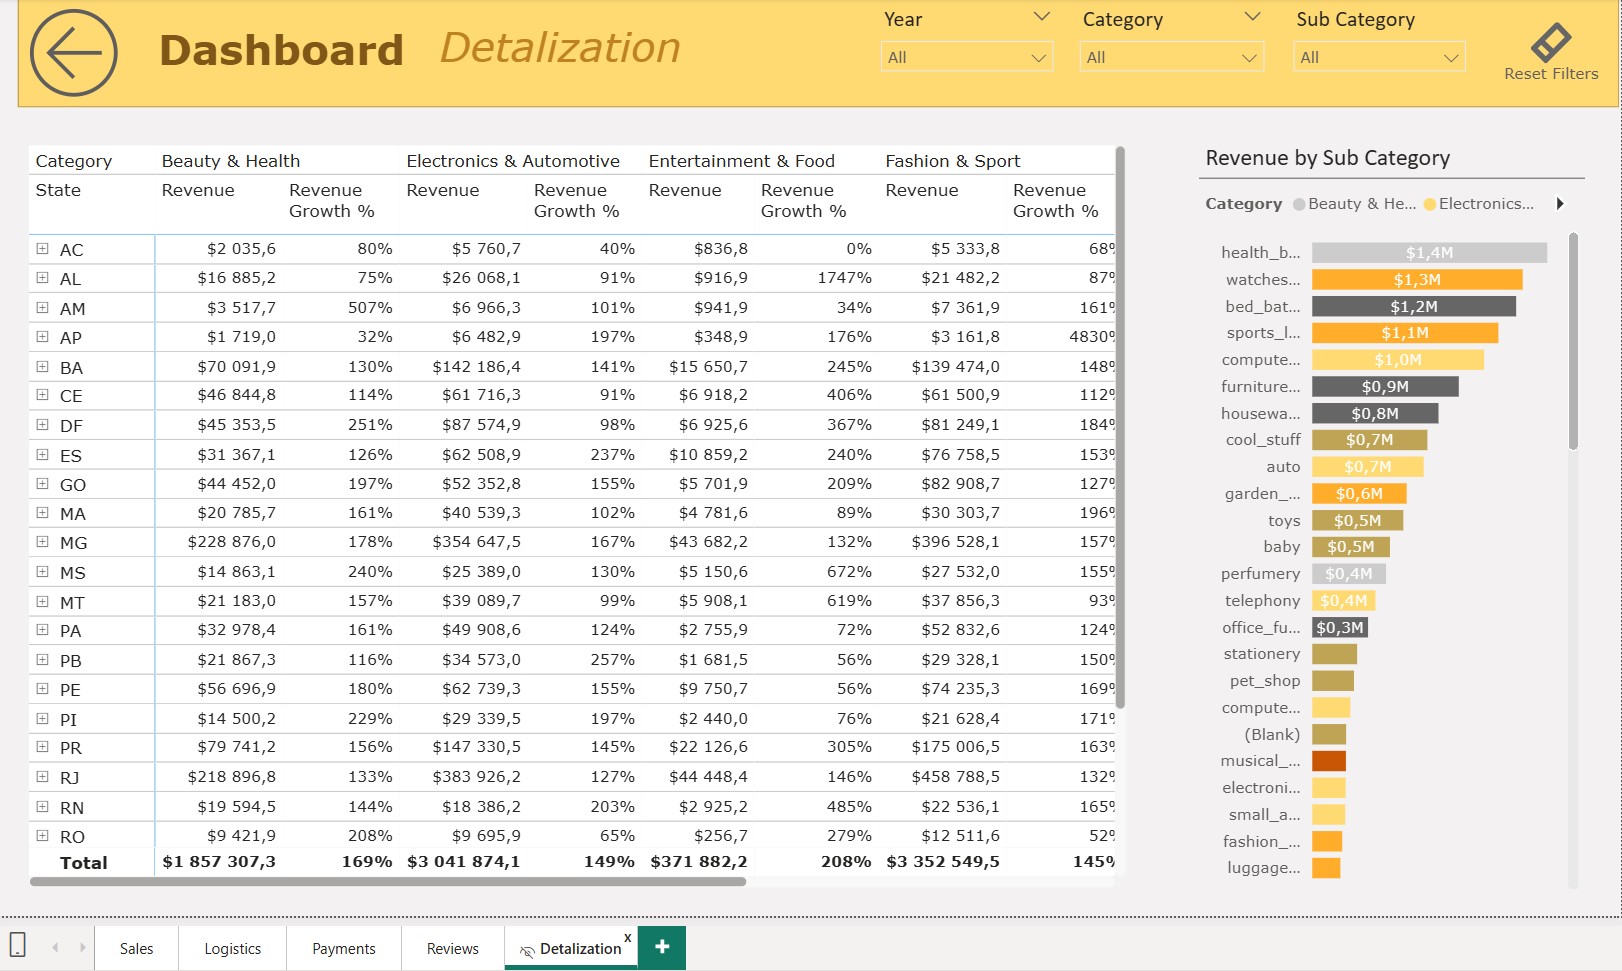 Dashboard Detalization
Year Category Sub Category
All All All
Reset Filters
Category Beauty & Health Electronics & Automotive Entertainment & Food Fashion & Sport
State Revenue Revenue Growth % Revenue Revenue Growth % Revenue Revenue Growth % Revenue Revenue Growth %
AC $2 035,6 80% $5 760,7 40% $836,8 0% $5 333,8 68%
AL $16 885,2 75% $26 068,1 91% $916,9 1747% $21 482,2 87%
AM $3 517,7 507% $6 966,3 101% $941,9 34% $7 361,9 161%
AP $1 719,0 32% $6 482,9 197% $348,9 176% $3 161,8 4830%
BA $70 091,9 130% $142 186,4 141% $15 650,7 245% $139 474,0 148%
CE $46 844,8 114% $61 716,3 91% $6 918,2 406% $61 500,9 112%
DF $45 353,5 251% $87 574,9 98% $6 925,6 367% $81 249,1 184%
ES $31 367,1 126% $62 508,9 237% $10 859,2 240% $76 758,5 153%
GO $44 452,0 197% $52 352,8 155% $5 701,9 209% $82 908,7 127%
MA $20 785,7 161% $40 539,3 102% $4 781,6 89% $30 303,7 196%
MG $228 876,0 178% $354 647,5 167% $43 682,2 132% $396 528,1 157%
MS $14 863,1 240% $25 389,0 130% $5 150,6 672% $27 532,0 155%
MT $21 183,0 157% $39 089,7 99% $5 908,1 619% $37 856,3 93%
PA $32 978,4 161% $49 908,6 124% $2 755,9 72% $52 832,6 124%
PB $21 867,3 116% $34 573,0 257% $1 681,5 56% $29 328,1 150%
PE $56 696,9 180% $62 739,3 155% $9 750,7 56% $74 235,3 169%
PI $14 500,2 229% $29 339,5 197% $2 440,0 76% $21 628,4 171%
PR $79 741,2 156% $147 330,5 145% $22 126,6 305% $175 006,5 163%
RJ $218 896,8 133% $383 926,2 127% $44 448,4 146% $458 788,5 132%
RN $19 594,5 144% $18 386,2 203% $2 925,2 485% $22 536,1 165%
RO $9 421,9 208% $9 695,9 65% $256,7 279% $12 511,6 52%
Total $1 857 307,3 169% $3 041 874,1 149% $371 882,2 208% $3 352 549,5 145%
Revenue by Sub Category
Category Beauty & He... Electronics...
health_b... $1,4M
watches... $1,3M
bed_bat... $1,2M
sports_l... $1,1M
compute... $1,0M
furniture... $0,9M
housewa... $0,8M
cool_stuff $0,7M
auto $0,7M
garden_... $0,6M
toys $0,5M
baby $0,5M
perfumery $0,4M
telephony $0,4M
office_fu... $0,3M
stationery
pet_shop
compute...
(Blank)
musical_...
electroni...
small_a...
fashion_...
luggage...
Sales Logistics Payments Reviews Detalization x +